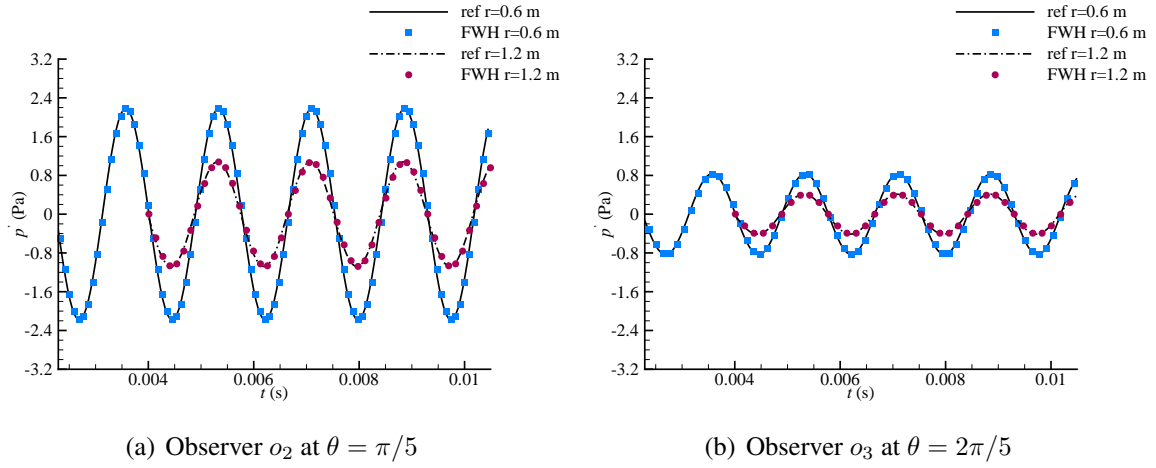 ref r=0.6 m
FWH r=0.6 m
ref r=1.2 m
FWH r=1.2 m
3.2
2.4
1.6
0.8
0
-0.8
-1.6
-2.4
-3.2
p' (Pa)
0.004 0.006 0.008 0.01
t (s)
(a) Observer o₂ at θ = π/5
ref r=0.6 m
FWH r=0.6 m
ref r=1.2 m
FWH r=1.2 m
3.2
2.4
1.6
0.8
0
-0.8
-1.6
-2.4
-3.2
p' (Pa)
0.004 0.006 0.008 0.01
t (s)
(b) Observer o₃ at θ = 2π/5